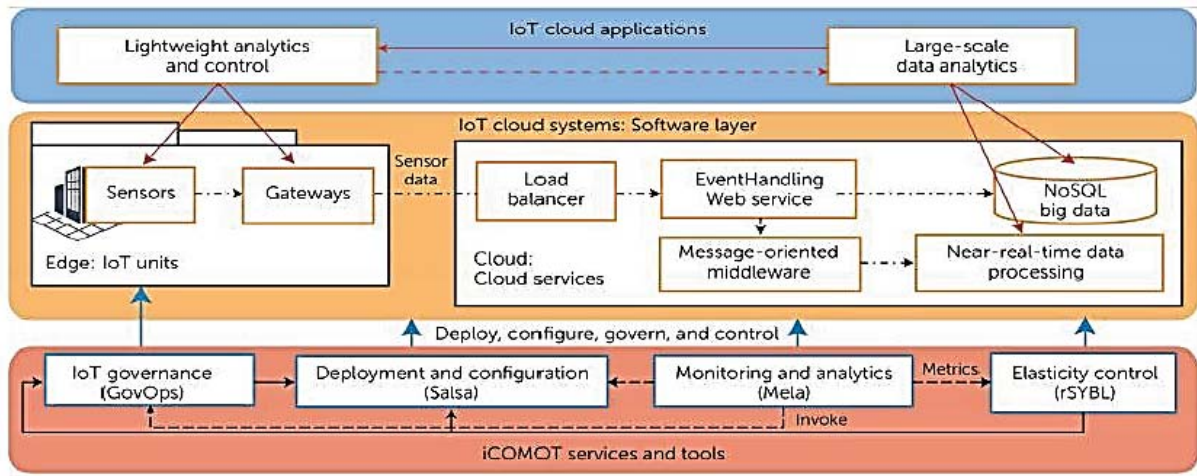 IoT cloud applications
Lightweight analytics
and control
Large-scale
data analytics
IoT cloud systems: Software layer
Sensors
Gateways
Edge: IoT units
Sensor
data
Load
balancer
EventHandling
Web service
NoSQL
big data
Cloud:
Cloud services
Message-oriented
middleware
Near-real-time data
processing
Deploy, configure, govern, and control
IoT governance
(GovOps)
Deployment and configuration
(Salsa)
Monitoring and analytics
(Mela)
Metrics
Elasticity control
(rSYBL)
Invoke
iCOMOT services and tools